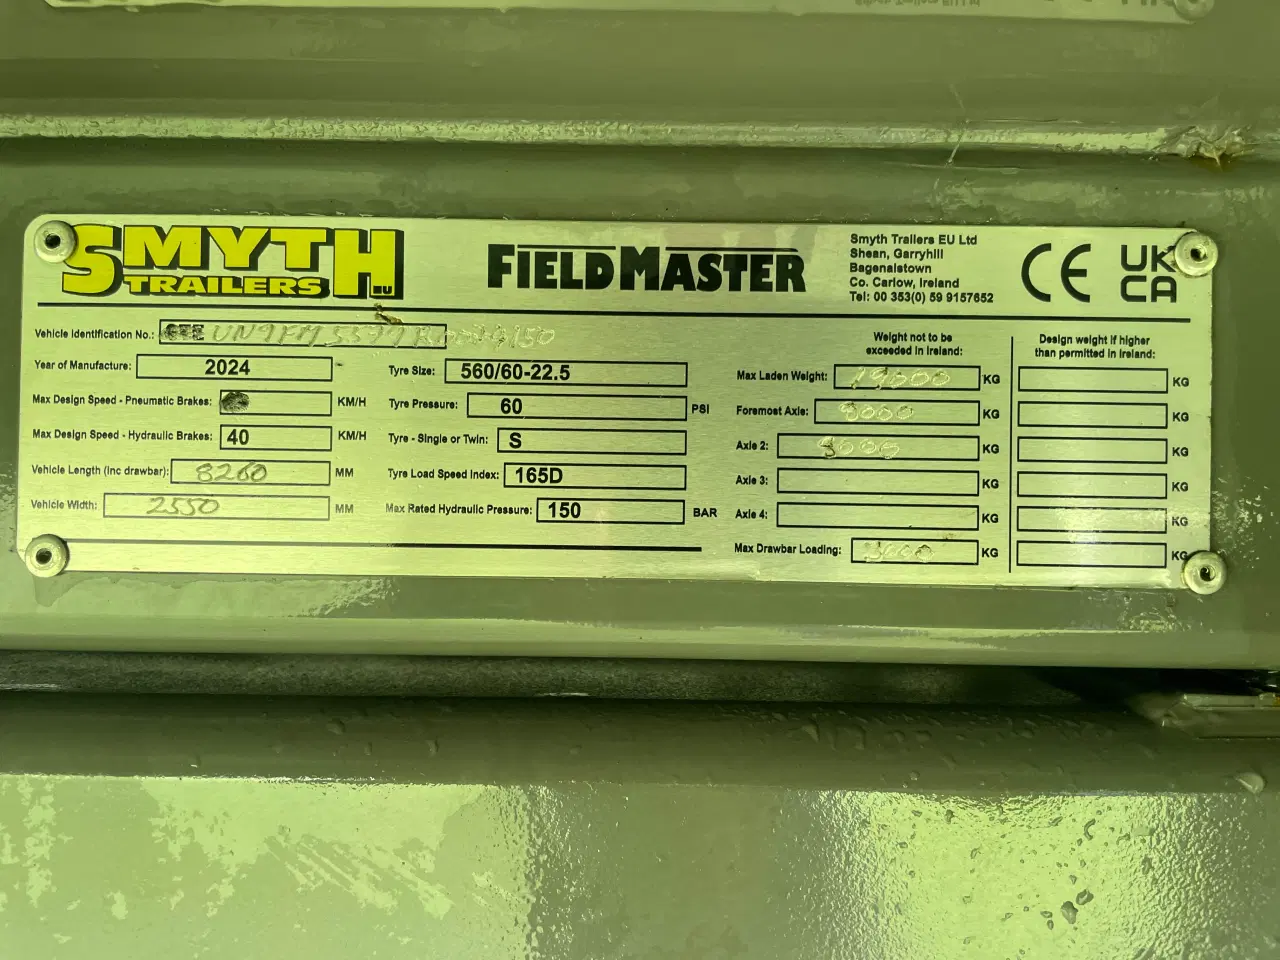 SMYTH
TRAILERS
EU
FIELDMASTER
Smyth Trailers EU Ltd
Shean, Garryhill
Bagenalstown
Co. Carlow, Ireland
Tel: 00 353(0) 59 9157652
CE
UK
CA
Vehicle Identification No.:
Year of Manufacture: 2024
Max Design Speed - Pneumatic Brakes: KM/H
Max Design Speed - Hydraulic Brakes: 40 KM/H
Vehicle Length (inc drawbar): 8260 MM
Vehicle Width: 2550 MM
Tyre Size: 560/60-22.5
Tyre Pressure: 60 PSI
Tyre - Single or Twin: S
Tyre Load Speed Index: 165D
Max Rated Hydraulic Pressure: 150 BAR
Weight not to be
exceeded in Ireland:
Max Laden Weight: 19000 KG
Foremost Axle: 8000 KG
Axle 2: 8000 KG
Axle 3: KG
Axle 4: KG
Max Drawbar Loading: 3000 KG
Design weight if higher
than permitted in Ireland:
KG
KG
KG
KG
KG
KG